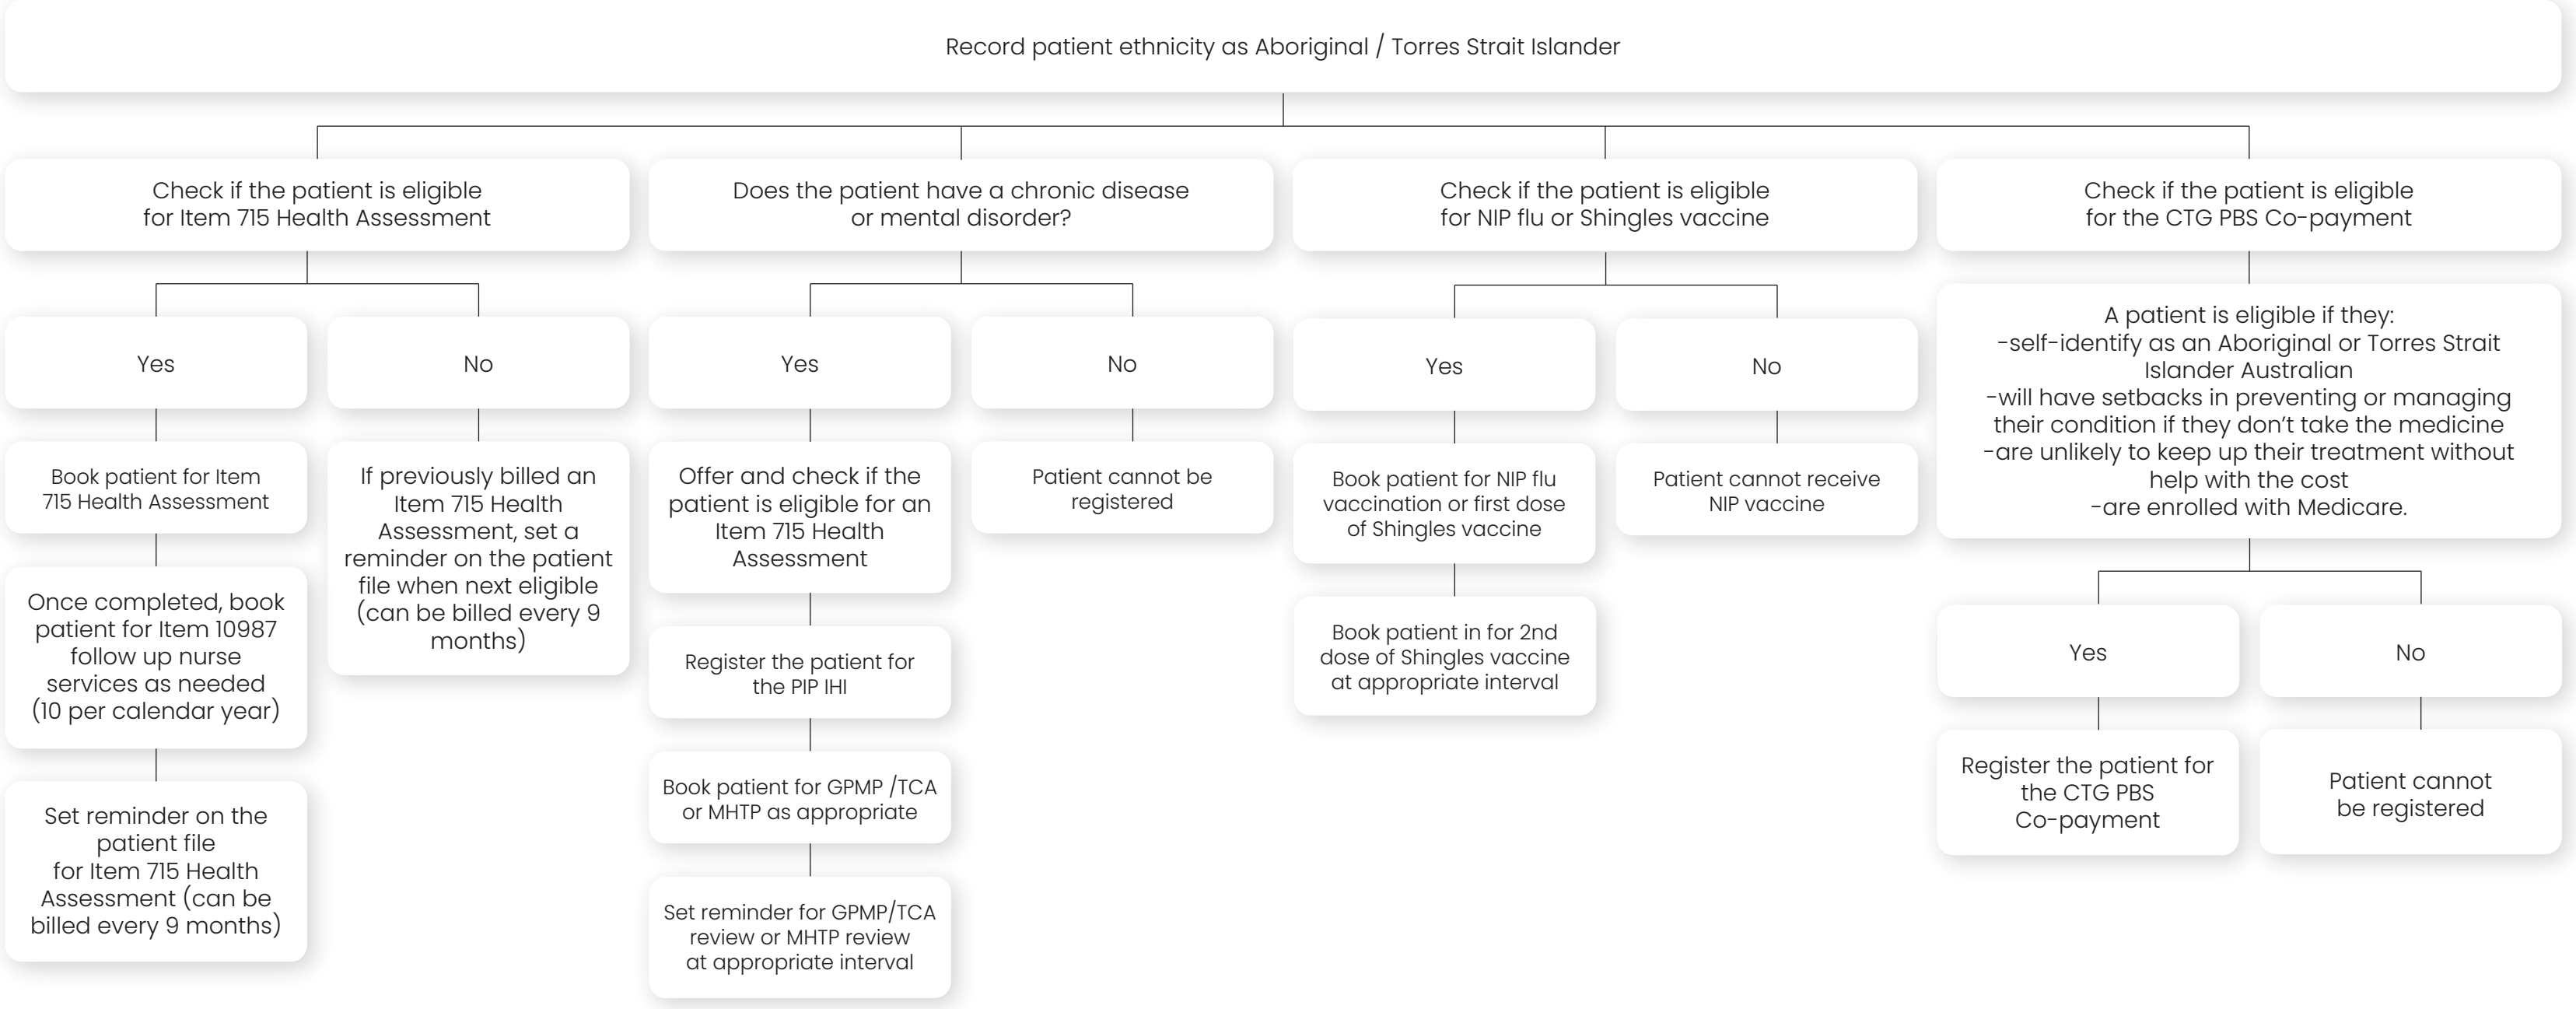 Record patient ethnicity as Aboriginal / Torres Strait Islander
Check if the patient is eligible
for Item 715 Health Assessment
Does the patient have a chronic disease
or mental disorder?
Check if the patient is eligible
for NIP flu or Shingles vaccine
Check if the patient is eligible
for the CTG PBS Co-payment
Yes
No
Yes
No
Yes
No
A patient is eligible if they:
-self-identify as an Aboriginal or Torres Strait
Islander Australian
-will have setbacks in preventing or managing
their condition if they don’t take the medicine
-are unlikely to keep up their treatment without
help with the cost
-are enrolled with Medicare.
Book patient for Item
715 Health Assessment
If previously billed an
Item 715 Health
Assessment, set a
reminder on the patient
file when next eligible
(can be billed every 9
months)
Offer and check if the
patient is eligible for an
Item 715 Health
Assessment
Patient cannot be
registered
Book patient for NIP flu
vaccination or first dose
of Shingles vaccine
Patient cannot receive
NIP vaccine
Once completed, book
patient for Item 10987
follow up nurse
services as needed
(10 per calendar year)
Register the patient for
the PIP IHI
Book patient in for 2nd
dose of Shingles vaccine
at appropriate interval
Yes
No
Set reminder on the
patient file
for Item 715 Health
Assessment (can be
billed every 9 months)
Book patient for GPMP /TCA
or MHTP as appropriate
Register the patient for
the CTG PBS
Co-payment
Patient cannot
be registered
Set reminder for GPMP/TCA
review or MHTP review
at appropriate interval